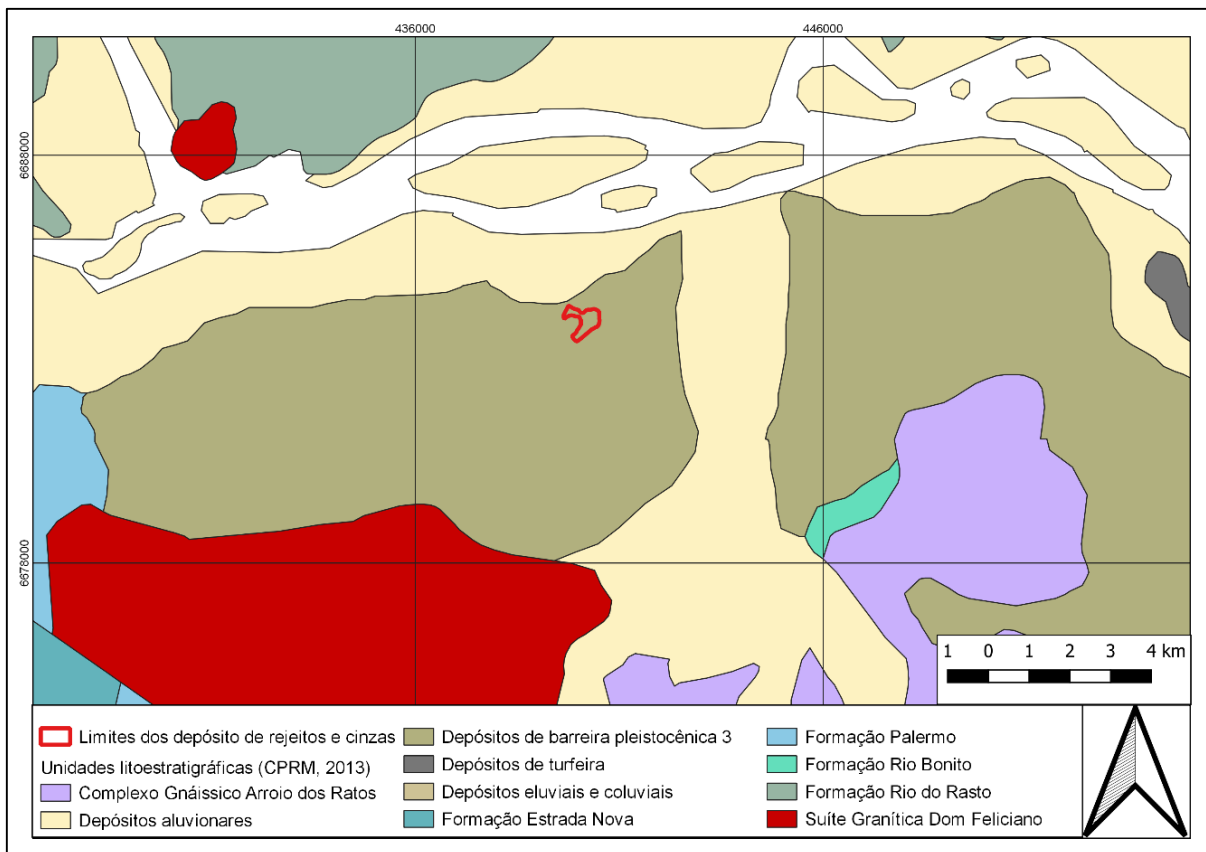 436000
446000
6688000
6678000
1 0 1 2 3 4 km
Limites dos depósito de rejeitos e cinzas
Unidades litoestratigráficas (CPRM, 2013)
Complexo Gnáissico Arroio dos Ratos
Depósitos aluvionares
Depósitos de barreira pleistocênica 3
Depósitos de turfeira
Depósitos eluviais e coluviais
Formação Estrada Nova
Formação Palermo
Formação Rio Bonito
Formação Rio do Rasto
Suíte Granítica Dom Feliciano